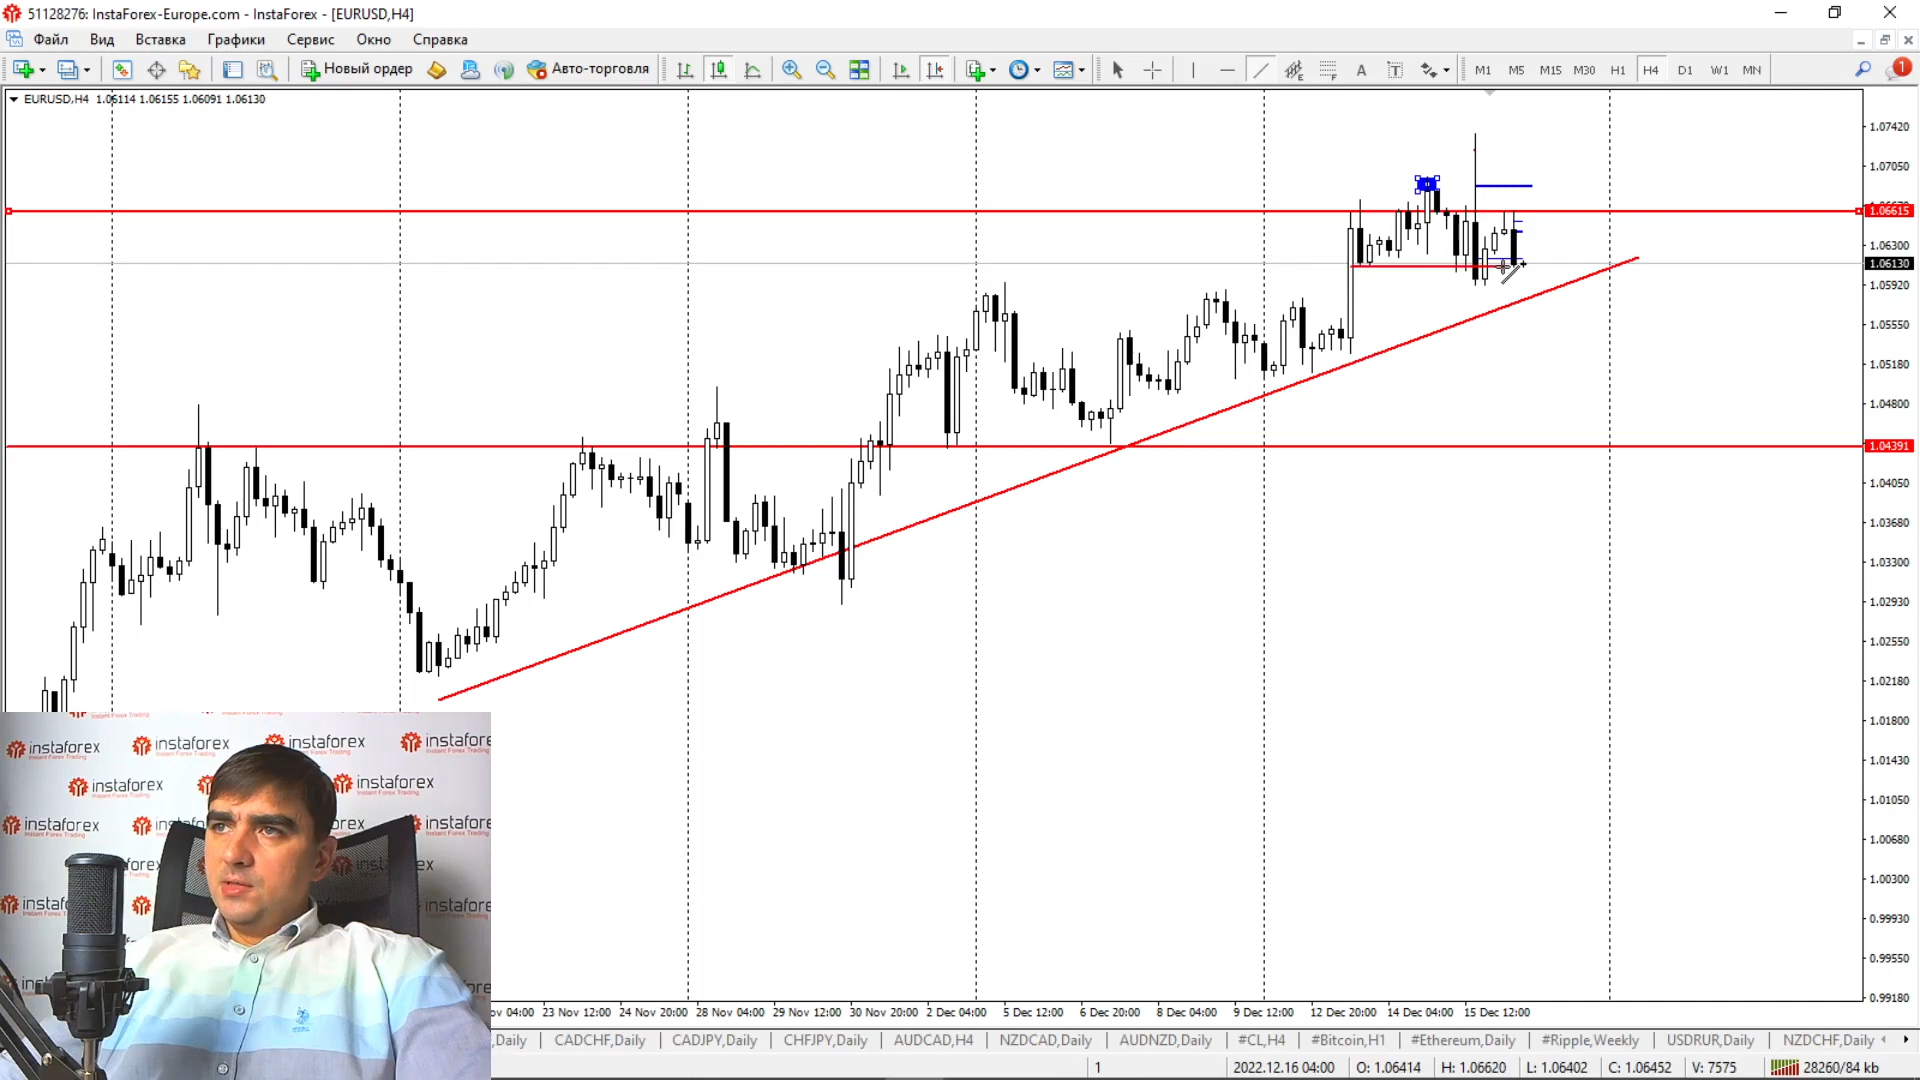 51128276: InstaForex-Europe.com - InstaForex - [EURUSD,H4]
Файл Вид Вставка Графики Сервис Окно Справка
Новый ордер Авто-торговля A T M1 M5 M15 M30 H1 H4 D1 W1 MN 1
EURUSD,H4 1.06114 1.06155 1.06091 1.06130
1.07420
1.07050
1.06615
1.06300
1.06130
1.05920
1.05550
1.05180
1.04800
1.04391
1.04050
1.03680
1.03300
1.02930
1.02550
1.02180
1.01800
1.01430
1.01050
1.00680
1.00300
0.99930
0.99550
0.99180
instaforex
Instant Forex Trading
04:00 23 Nov 12:00 24 Nov 20:00 28 Nov 04:00 29 Nov 12:00 30 Nov 20:00 2 Dec 04:00 5 Dec 12:00 6 Dec 20:00 8 Dec 04:00 9 Dec 12:00 12 Dec 20:00 14 Dec 04:00 15 Dec 12:00
,Daily CADCHF,Daily CADJPY,Daily CHFJPY,Daily AUDCAD,H4 NZDCAD,Daily AUDNZD,Daily #CL,H4 #Bitcoin,H1 #Ethereum,Daily #Ripple,Weekly USDRUR,Daily NZDCHF,Daily
1 2022.12.16 04:00 O: 1.06414 H: 1.06620 L: 1.06402 C: 1.06452 V: 7575 28260/84 kb